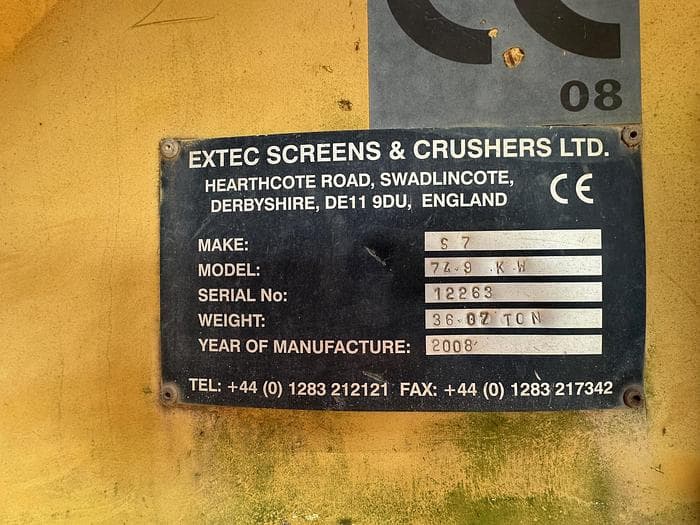 08
EXTEC SCREENS & CRUSHERS LTD.
HEARTHCOTE ROAD, SWADLINCOTE,
DERBYSHIRE, DE11 9DU, ENGLAND
CE
MAKE: S 7
MODEL: 74.9 KW
SERIAL No: 12263
WEIGHT: 36.07 TON
YEAR OF MANUFACTURE: 2008
TEL: +44 (0) 1283 212121 FAX: +44 (0) 1283 217342